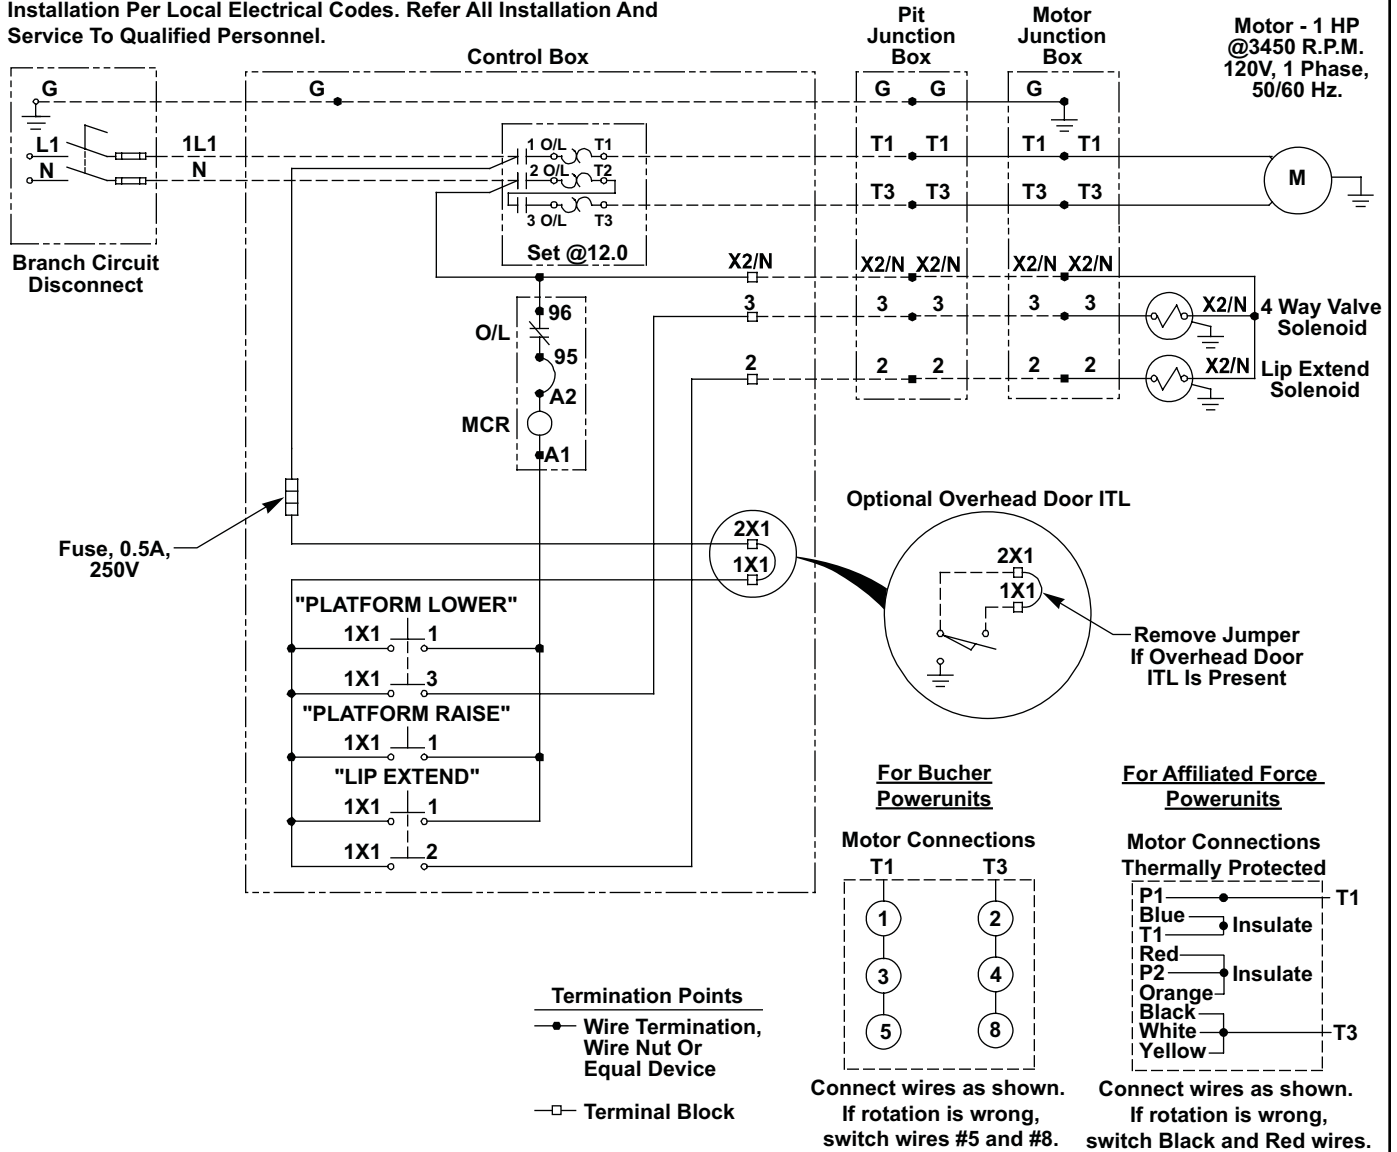 Installation Per Local Electrical Codes. Refer All Installation And
Service To Qualified Personnel.
Control Box
Pit
Junction
Box
Motor
Junction
Box
Motor - 1 HP
@3450 R.P.M.
120V, 1 Phase,
50/60 Hz.
G
G
G G
G
L1
1L1
1 O/L T1
T1 T1
T1 T1
N
N
2 O/L T2
M
T3 T3
T3 T3
3 O/L T3
Set @12.0
Branch Circuit
Disconnect
X2/N
X2/N X2/N
X2/N X2/N
3
3 3
3 3
X2/N
4 Way Valve
Solenoid
96
O/L
95
2
2 2
2 2
X2/N
Lip Extend
Solenoid
A2
MCR
A1
Fuse, 0.5A,
250V
2X1
1X1
Optional Overhead Door ITL
2X1
1X1
Remove Jumper
If Overhead Door
ITL Is Present
"PLATFORM LOWER"
1X1 1
1X1 3
"PLATFORM RAISE"
1X1 1
"LIP EXTEND"
1X1 1
1X1 2
For Bucher
Powerunits
Motor Connections
T1 T3
1 2
3 4
5 8
Connect wires as shown.
If rotation is wrong,
switch wires #5 and #8.
For Affiliated Force
Powerunits
Motor Connections
Thermally Protected
P1 T1
Blue
Insulate
T1
Red
P2 Insulate
Orange
Black
White T3
Yellow
Connect wires as shown.
If rotation is wrong,
switch Black and Red wires.
Termination Points
Wire Termination,
Wire Nut Or
Equal Device
Terminal Block